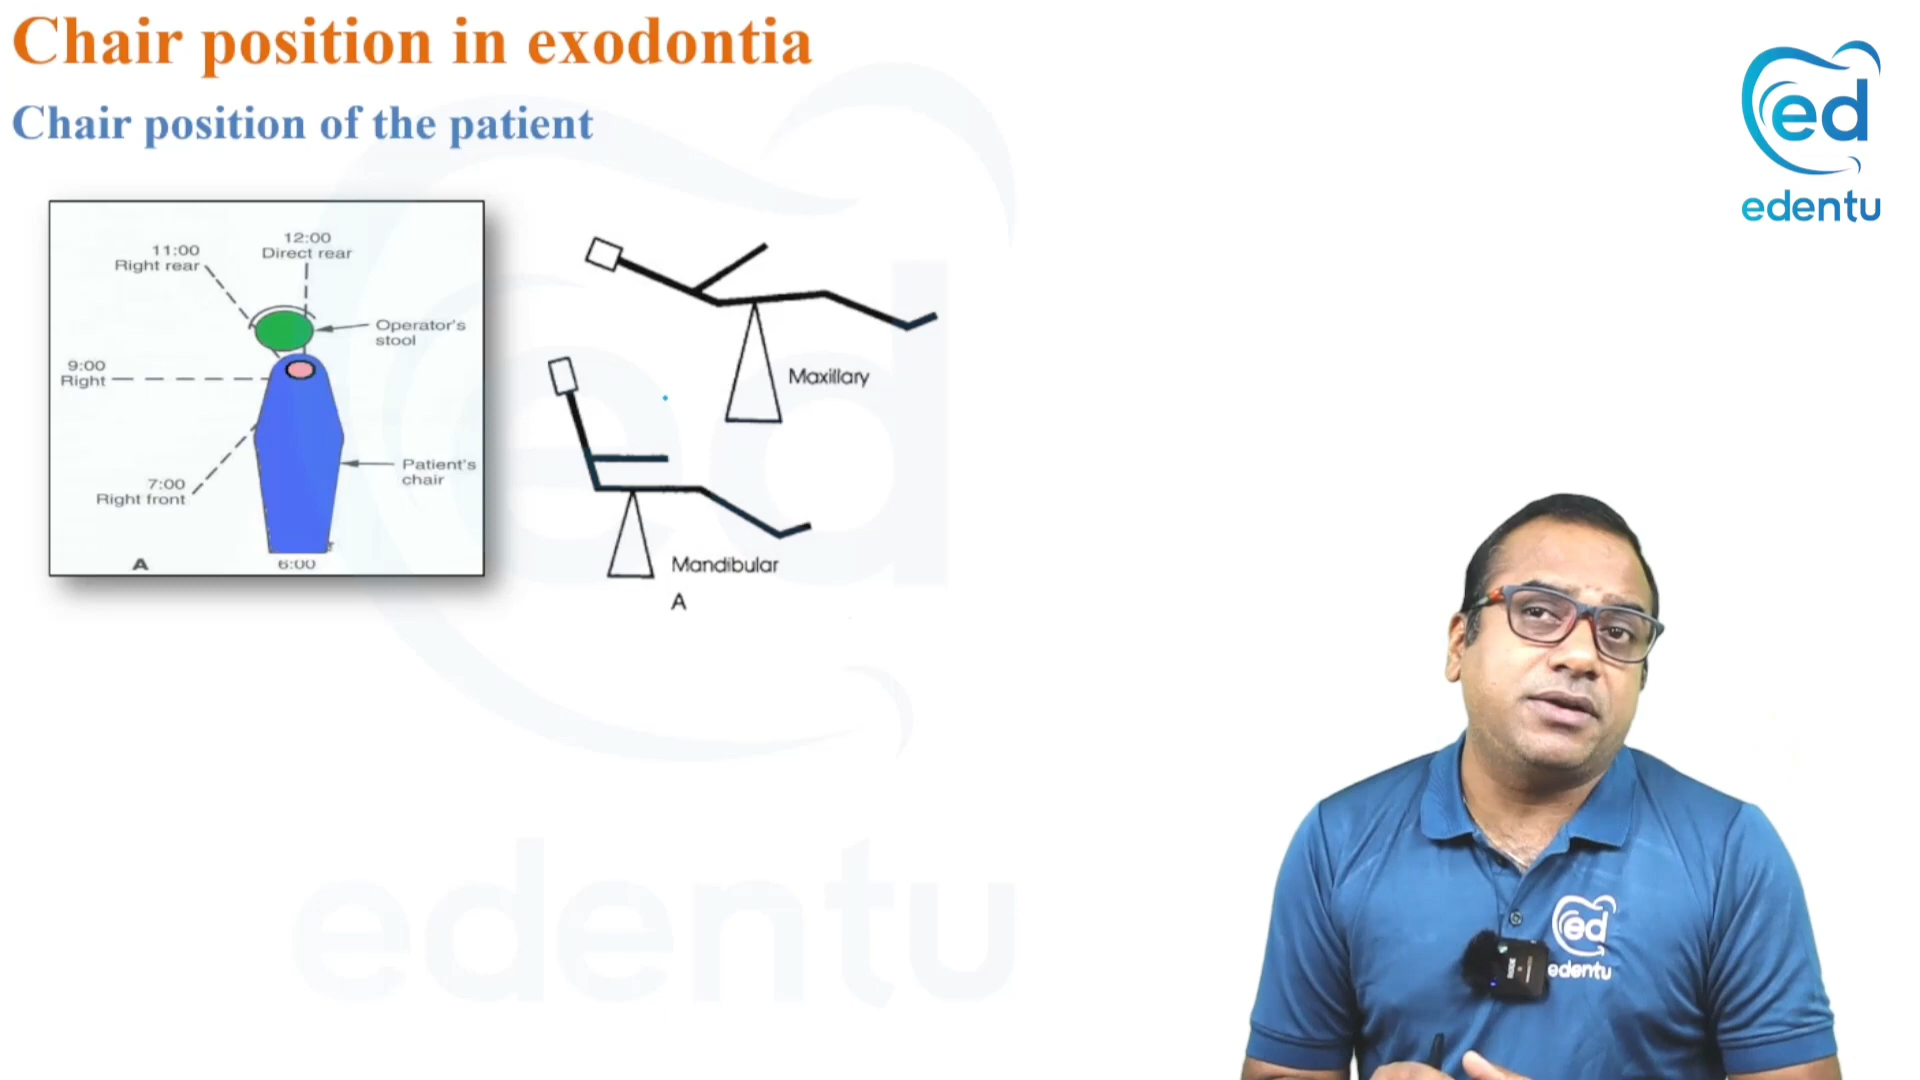 Chair position in exodontia
Chair position of the patient
ed
edentu
12:00
Direct rear
11:00
Right rear
Operator's
stool
9:00
Right
Patient's
chair
7:00
Right front
A
6:00
Maxillary
Mandibular
A
ed
edentu
ed
edentu